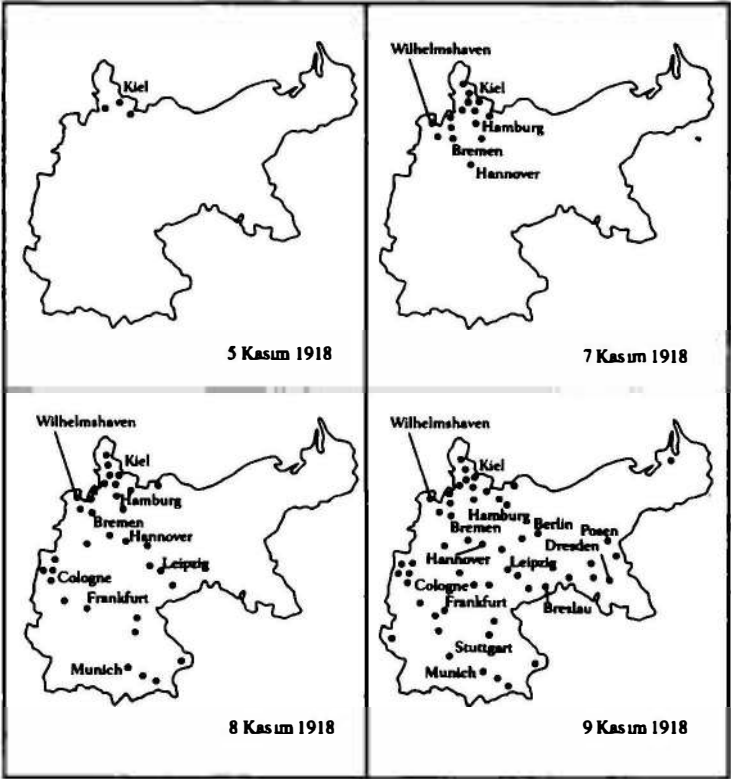 Kiel
5 Kasım 1918
Wilhelmshaven
Kiel
Hamburg
Bremen
Hannover
7 Kasım 1918
Wilhelmshaven
Kiel
Hamburg
Bremen
Hannover
Leipzig
Cologne
Frankfurt
Munich
8 Kasım 1918
Wilhelmshaven
Kiel
Hamburg
Bremen
Berlin
Posen
Dresden
Hannover
Leipzig
Cologne
Frankfurt
Breslau
Stuttgart
Munich
9 Kasım 1918